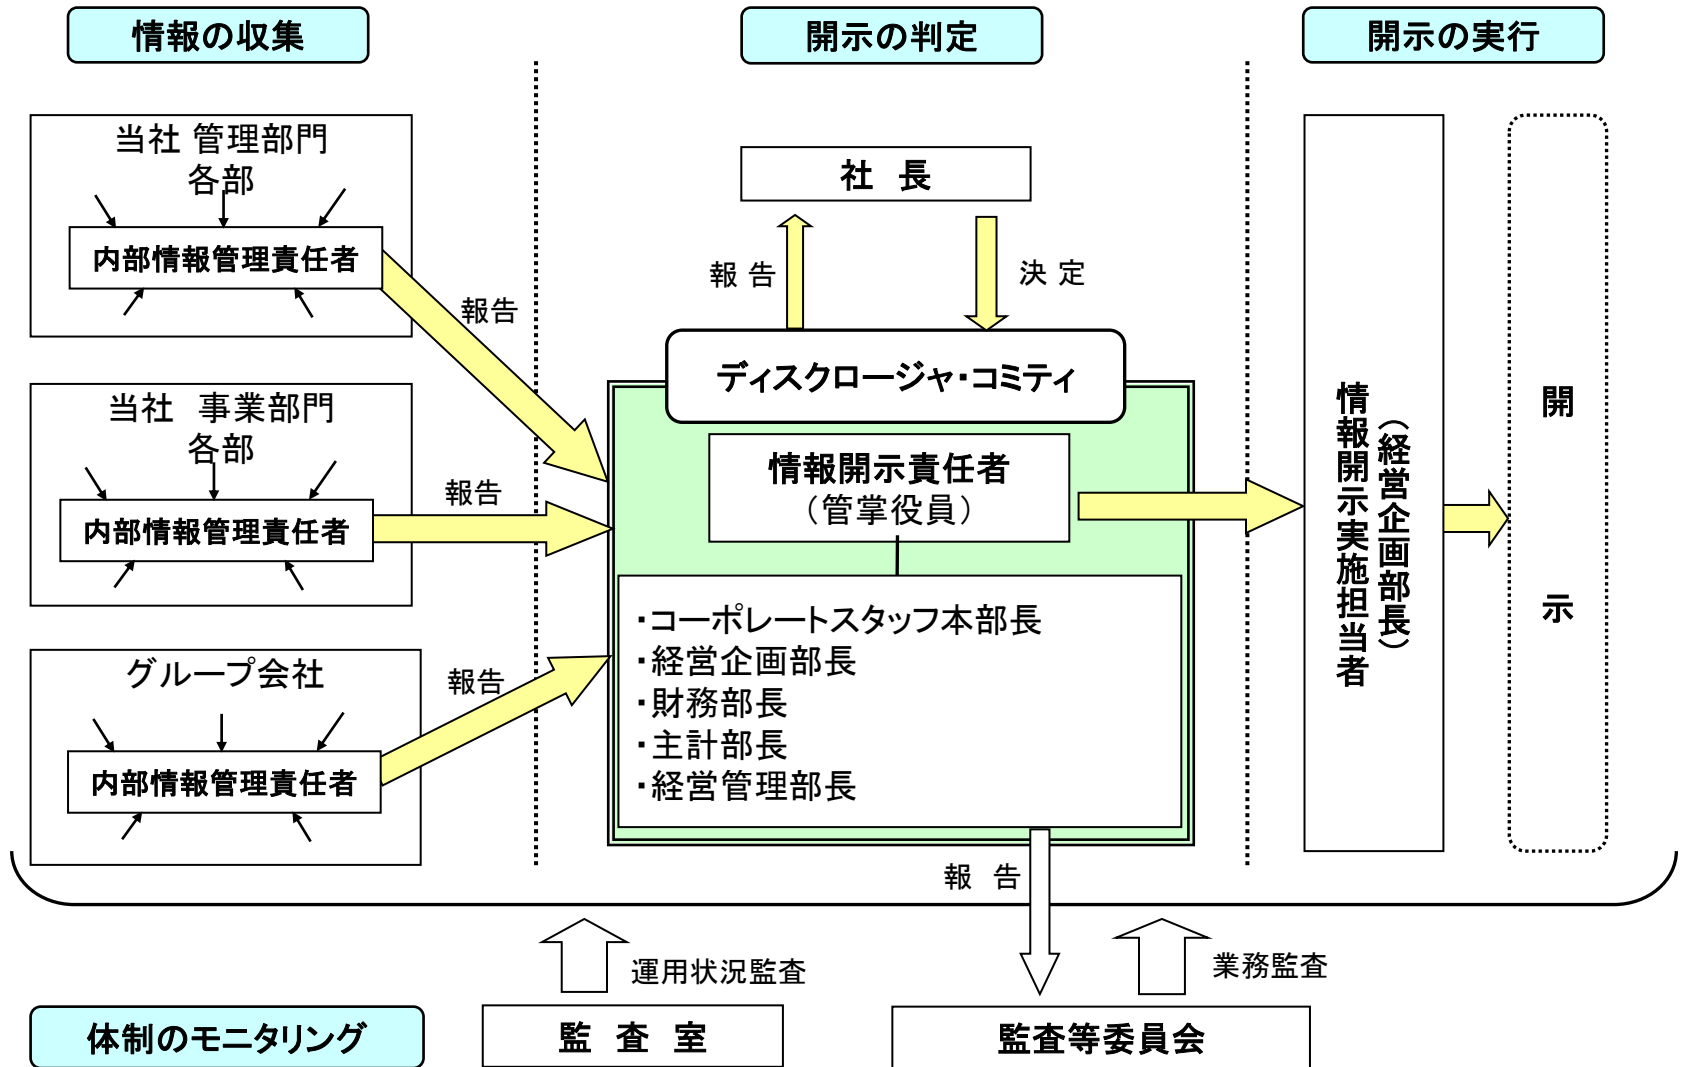 情報の収集
開示の判定
開示の実行
当社 管理部門
各部
内部情報管理責任者
報告
当社　事業部門
各部
内部情報管理責任者
報告
グループ会社
内部情報管理責任者
報告
社　長
報 告
決 定
ディスクロージャ・コミティ
情報開示責任者
（管掌役員）
・コーポレートスタッフ本部長
・経営企画部長
・財務部長
・主計部長
・経営管理部長
報　告
情報開示実施担当者
（経営企画部長）
開　示
運用状況監査
業務監査
体制のモニタリング
監　査　室
監査等委員会